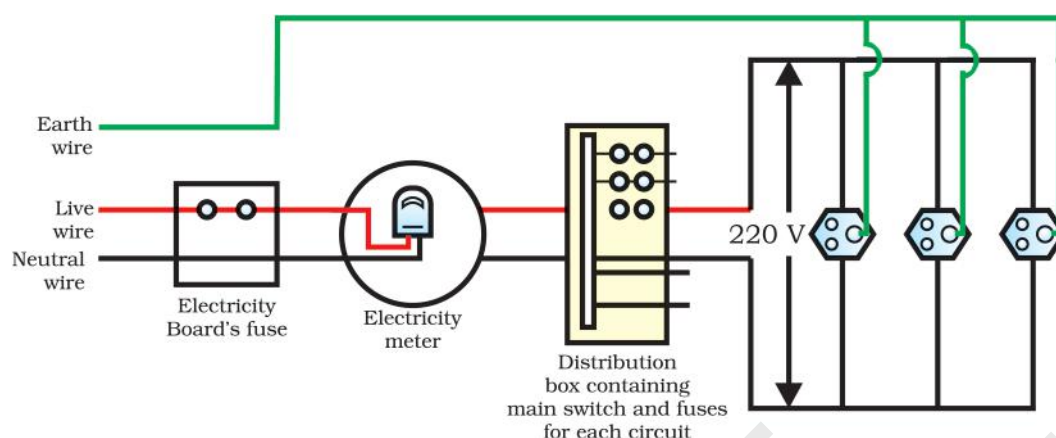 Earth
wire
Live
wire
Neutral
wire
Electricity
Board's fuse
Electricity
meter
Distribution
box containing
main switch and fuses
for each circuit
220 V